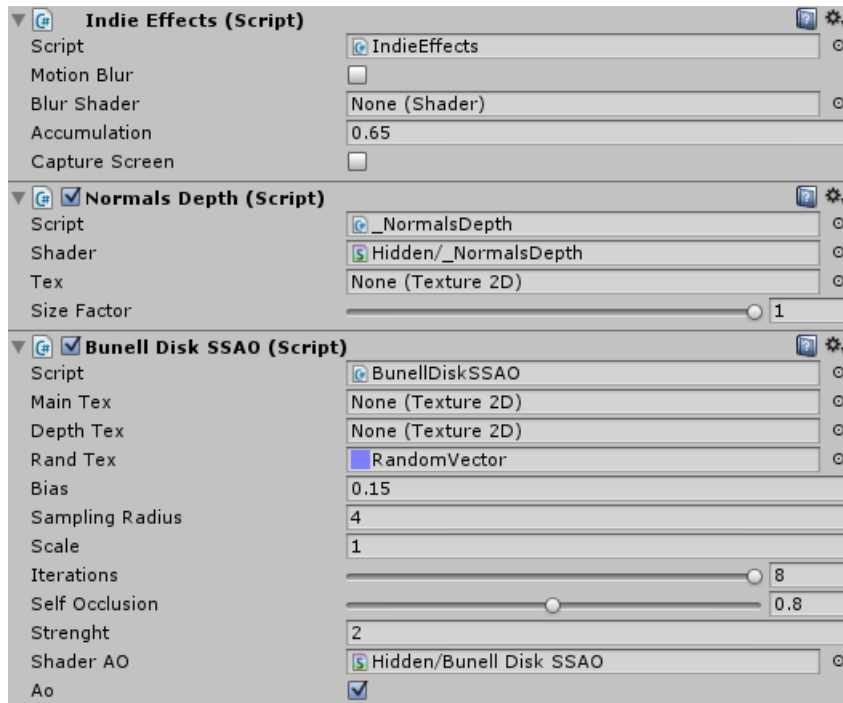 Indie Effects (Script)
Script IndieEffects
Motion Blur
Blur Shader None (Shader)
Accumulation 0.65
Capture Screen
Normals Depth (Script)
Script _NormalsDepth
Shader Hidden/_NormalsDepth
Tex None (Texture 2D)
Size Factor 1
Bunell Disk SSAO (Script)
Script BunellDiskSSAO
Main Tex None (Texture 2D)
Depth Tex None (Texture 2D)
Rand Tex RandomVector
Bias 0.15
Sampling Radius 4
Scale 1
Iterations 8
Self Occlusion 0.8
Strenght 2
Shader AO Hidden/Bunell Disk SSAO
Ao